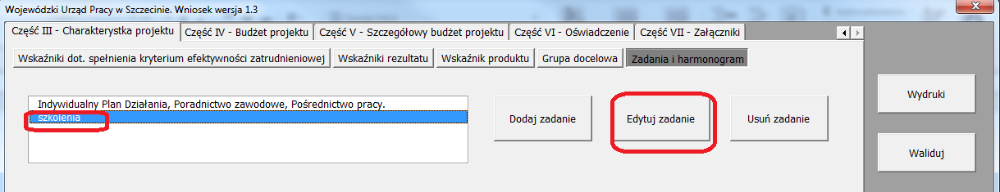 Wojewódzki Urząd Pracy w Szczecinie. Wniosek wersja 1.3
Część III - Charakterystka projektu Część IV - Budżet projektu Część V - Szczegółowy budżet projektu Część VI - Oświadczenie Część VII - Załączniki
Wskaźniki dot. spełnienia kryterium efektywności zatrudnieniowej Wskaźniki rezultatu Wskaźnik produktu Grupa docelowa Zadania i harmonogram
Indywidualny Plan Działania, Poradnictwo zawodowe, Pośrednictwo pracy.
szkolenia
Dodaj zadanie Edytuj zadanie Usuń zadanie
Wydruki
Waliduj